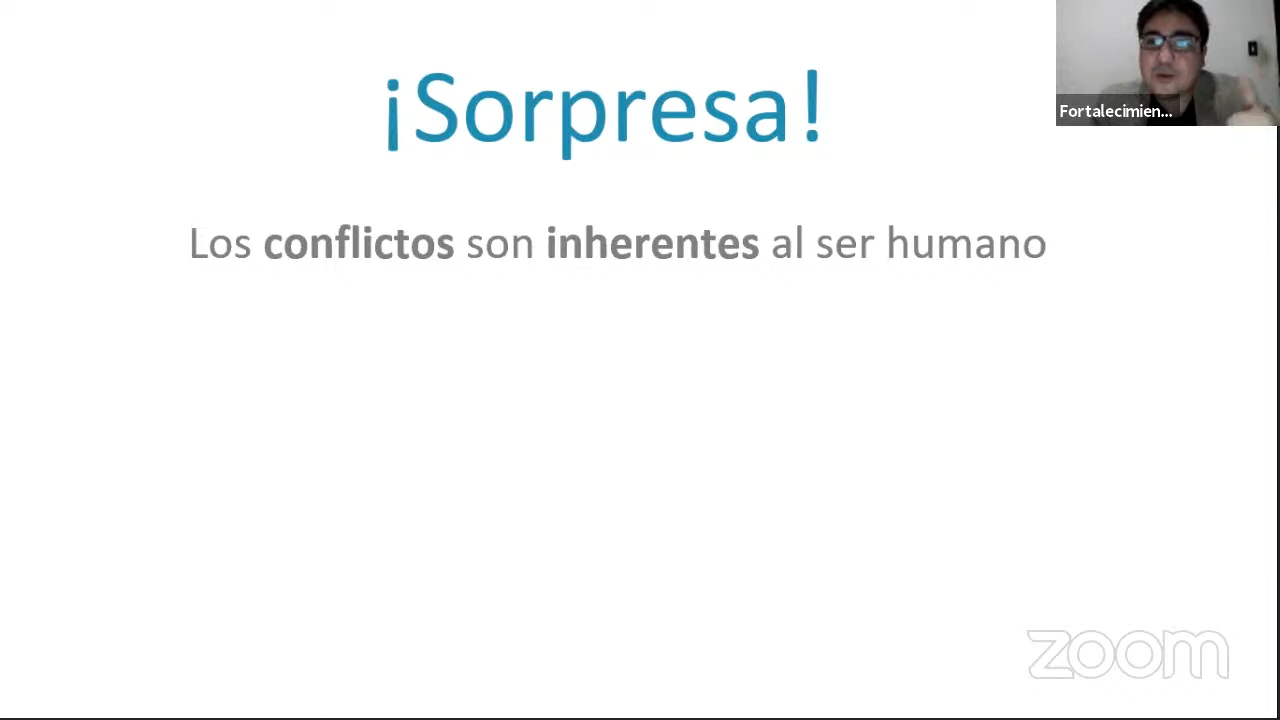 ¡Sorpresa!
Fortalecimien...
Los conflictos son inherentes al ser humano
zoom